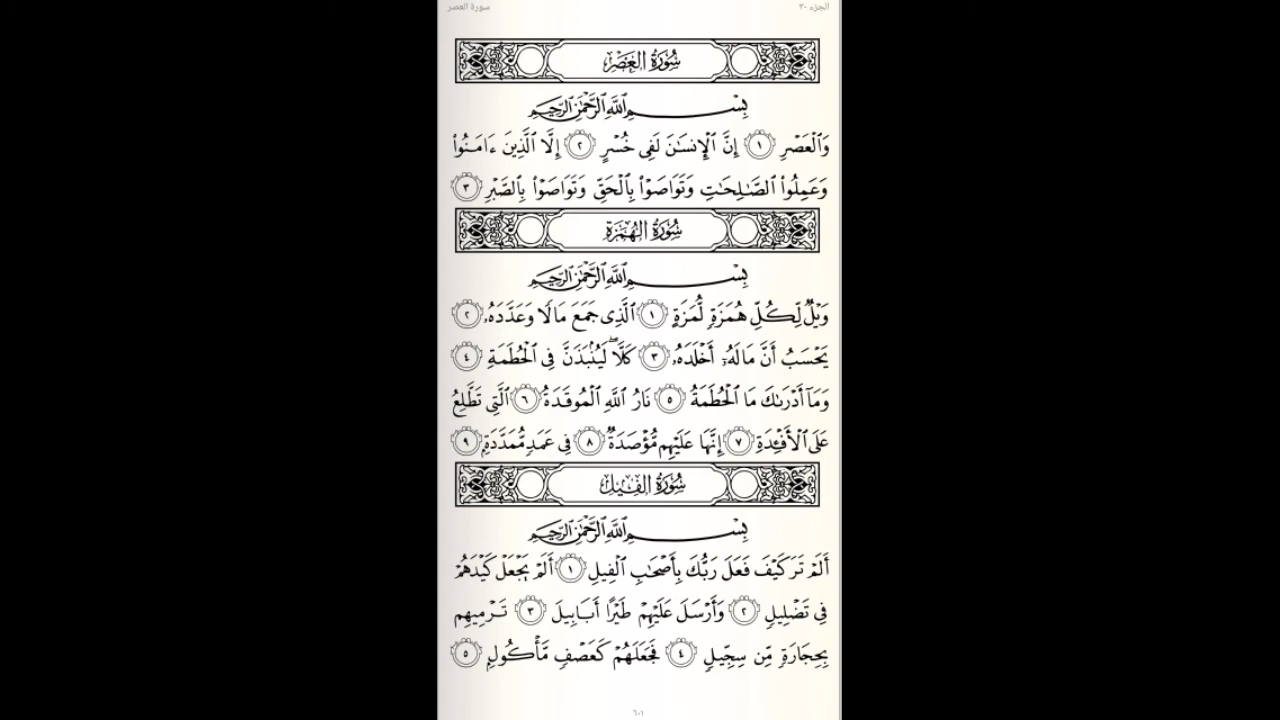 الجزء ٣٠
سورة العصر
سُورَةُ العَصْرِ
بِسْمِ ٱللَّهِ ٱلرَّحْمَٰنِ ٱلرَّحِيمِ
وَٱلْعَصْرِ ١ إِنَّ ٱلْإِنسَٰنَ لَفِى خُسْرٍ ٢ إِلَّا ٱلَّذِينَ ءَامَنُوا۟
وَعَمِلُوا۟ ٱلصَّٰلِحَٰتِ وَتَوَاصَوْا۟ بِٱلْحَقِّ وَتَوَاصَوْا۟ بِٱلصَّبْرِ ٣
سُورَةُ الهُمَزَةِ
بِسْمِ ٱللَّهِ ٱلرَّحْمَٰنِ ٱلرَّحِيمِ
وَيْلٌ لِّكُلِّ هُمَزَةٍ لُّمَزَةٍ ١ ٱلَّذِى جَمَعَ مَالًا وَعَدَّدَهُۥ ٢
يَحْسَبُ أَنَّ مَالَهُۥٓ أَخْلَدَهُۥ ٣ كَلَّا ۖ لَيُنۢبَذَنَّ فِى ٱلْحُطَمَةِ ٤
وَمَآ أَدْرَىٰكَ مَا ٱلْحُطَمَةُ ٥ نَارُ ٱللَّهِ ٱلْمُوقَدَةُ ٦ ٱلَّتِى تَطَّلِعُ
عَلَى ٱلْأَفْـِٔدَةِ ٧ إِنَّهَا عَلَيْهِم مُّؤْصَدَةٌ ٨ فِى عَمَدٍ مُّمَدَّدَةٍۭ ٩
سُورَةُ الفِيلِ
بِسْمِ ٱللَّهِ ٱلرَّحْمَٰنِ ٱلرَّحِيمِ
أَلَمْ تَرَ كَيْفَ فَعَلَ رَبُّكَ بِأَصْحَٰبِ ٱلْفِيلِ ١ أَلَمْ يَجْعَلْ كَيْدَهُمْ
فِى تَضْلِيلٍ ٢ وَأَرْسَلَ عَلَيْهِمْ طَيْرًا أَبَابِيلَ ٣ تَرْمِيهِم
بِحِجَارَةٍ مِّن سِجِّيلٍ ٤ فَجَعَلَهُمْ كَعَصْفٍ مَّأْكُولٍۭ ٥
٦٠١